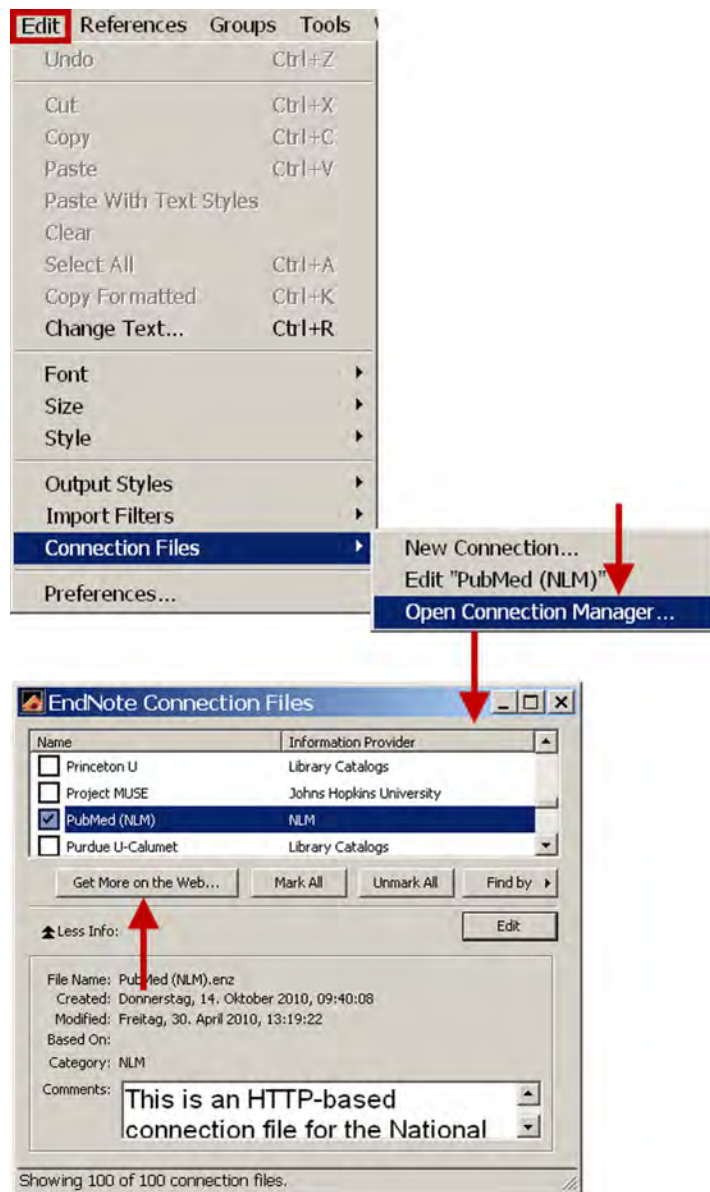 Edit References Groups Tools
Undo Ctrl+Z
Cut Ctrl+X
Copy Ctrl+C
Paste Ctrl+V
Paste With Text Styles
Clear
Select All Ctrl+A
Copy Formatted Ctrl+K
Change Text... Ctrl+R
Font
Size
Style
Output Styles
Import Filters
Connection Files
Preferences...
New Connection...
Edit "PubMed (NLM)"
Open Connection Manager...
EndNote Connection Files
Name Information Provider
Princeton U Library Catalogs
Project MUSE Johns Hopkins University
PubMed (NLM) NLM
Purdue U-Calumet Library Catalogs
Get More on the Web... Mark All Unmark All Find by
Less Info: Edit
File Name: PubMed (NLM).enz
Created: Donnerstag, 14. Oktober 2010, 09:40:08
Modified: Freitag, 30. April 2010, 13:19:22
Based On:
Category: NLM
Comments: This is an HTTP-based
connection file for the National
Showing 100 of 100 connection files.